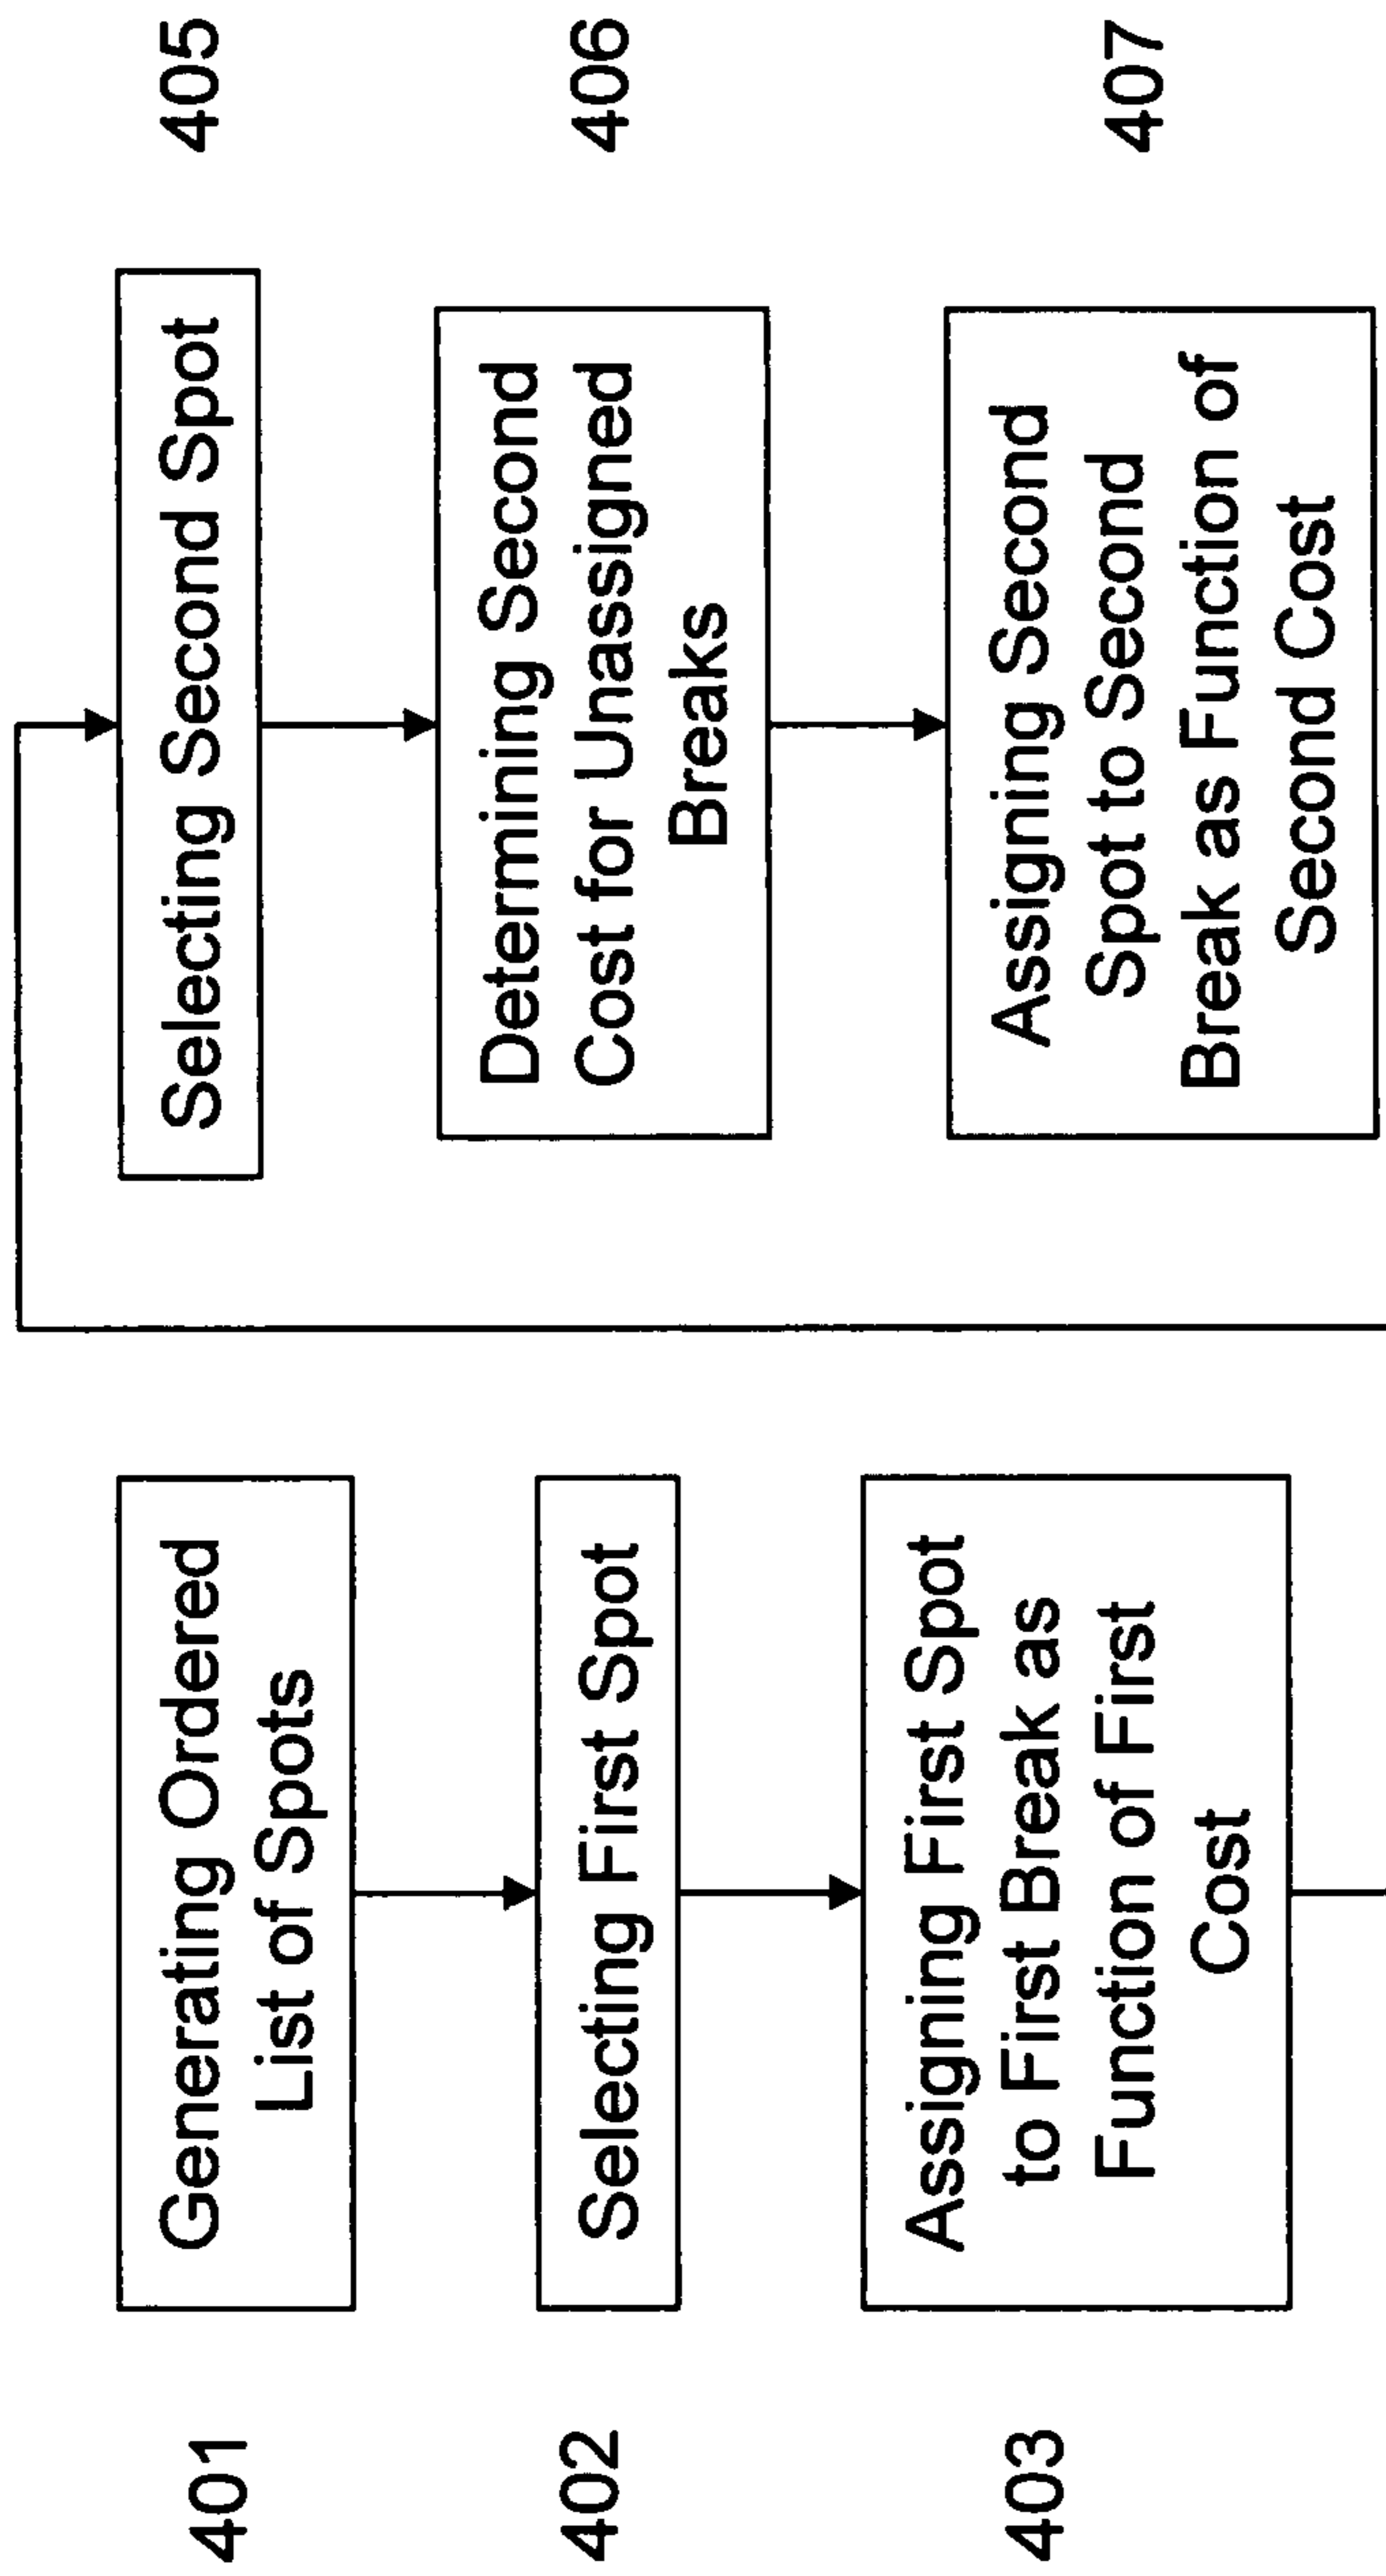 401
Generating Ordered
List of Spots
402
Selecting First Spot
403
Assigning First Spot
to First Break as
Function of First
Cost
Selecting Second Spot
405
Determining Second
Cost for Unassigned
Breaks
406
Assigning Second
Spot to Second
Break as Function of
Second Cost
407